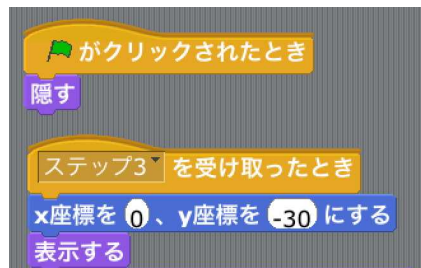 がクリックされたとき
隠す
ステップ3 を受け取ったとき
x座標を 0 、y座標を -30 にする
表示する